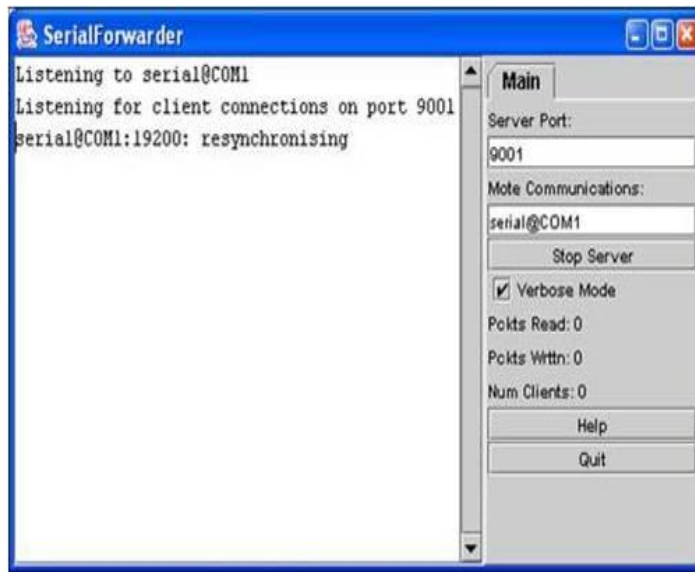 SerialForwarder
Listening to serial@COM1
Listening for client connections on port 9001
serial@COM1:19200: resynchronising
Main
Server Port:
9001
Mote Communications:
serial@COM1
Stop Server
Verbose Mode
Pckts Read: 0
Pckts Wrttn: 0
Num Clients: 0
Help
Quit